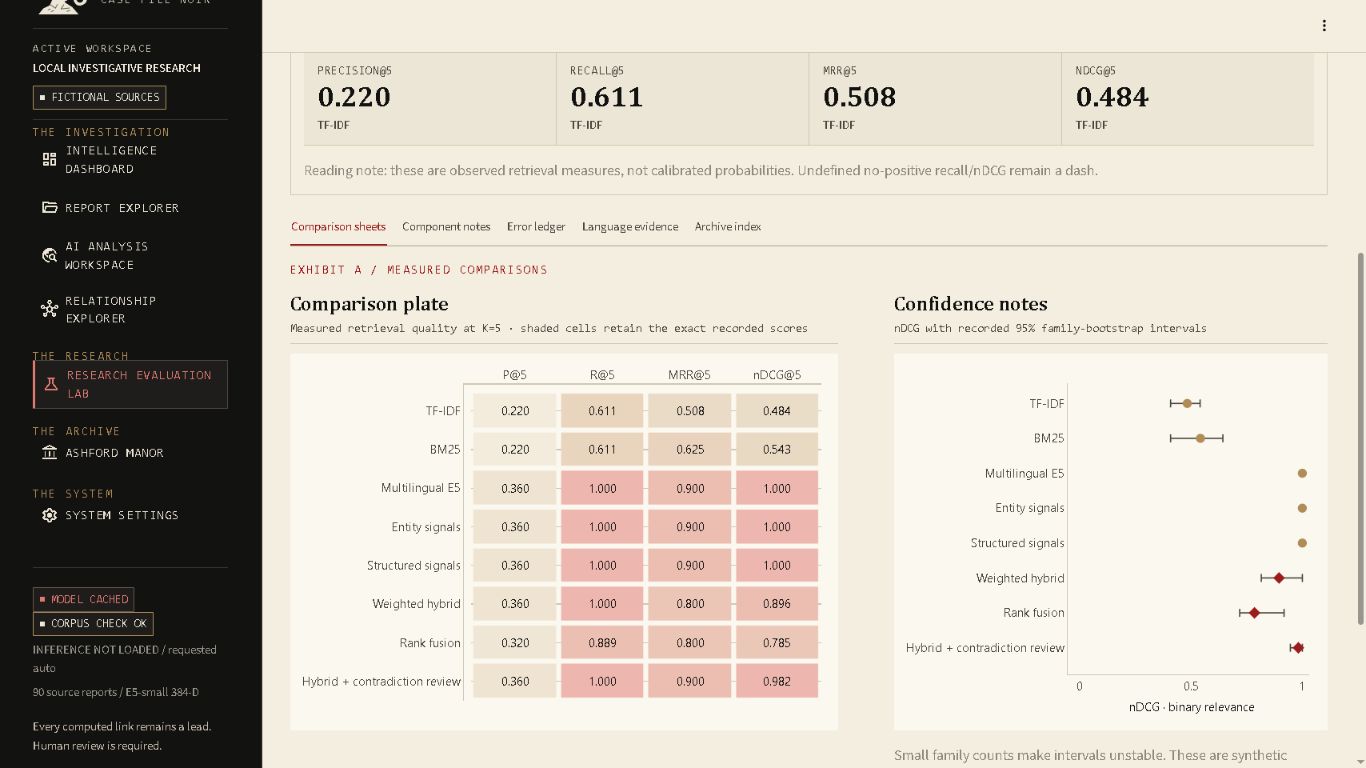 ACTIVE WORKSPACE
LOCAL INVESTIGATIVE RESEARCH
FICTIONAL SOURCES
THE INVESTIGATION
INTELLIGENCE
DASHBOARD
REPORT EXPLORER
AI ANALYSIS
WORKSPACE
RELATIONSHIP
EXPLORER
THE RESEARCH
RESEARCH EVALUATION
LAB
THE ARCHIVE
ASHFORD MANOR
THE SYSTEM
SYSTEM SETTINGS
MODEL CACHED
CORPUS CHECK OK
INFERENCE NOT LOADED / requested
auto
90 source reports / E5-small 384-D
Every computed link remains a lead.
Human review is required.
PRECISION@5 RECALL@5 MRR@5 NDCG@5
0.220 0.611 0.508 0.484
TF-IDF TF-IDF TF-IDF TF-IDF
Reading note: these are observed retrieval measures, not calibrated probabilities. Undefined no-positive recall/nDCG remain a dash.
Comparison sheets Component notes Error ledger Language evidence Archive index
EXHIBIT A / MEASURED COMPARISONS
Comparison plate
Measured retrieval quality at K=5 · shaded cells retain the exact recorded scores
P@5 R@5 MRR@5 nDCG@5
TF-IDF 0.220 0.611 0.508 0.484
BM25 0.220 0.611 0.625 0.543
Multilingual E5 0.360 1.000 0.900 1.000
Entity signals 0.360 1.000 0.900 1.000
Structured signals 0.360 1.000 0.900 1.000
Weighted hybrid 0.360 1.000 0.800 0.896
Rank fusion 0.320 0.889 0.800 0.785
Hybrid + contradiction review 0.360 1.000 0.900 0.982
Confidence notes
nDCG with recorded 95% family-bootstrap intervals
TF-IDF
BM25
Multilingual E5
Entity signals
Structured signals
Weighted hybrid
Rank fusion
Hybrid + contradiction review
0 0.5 1
nDCG · binary relevance
Small family counts make intervals unstable. These are synthetic